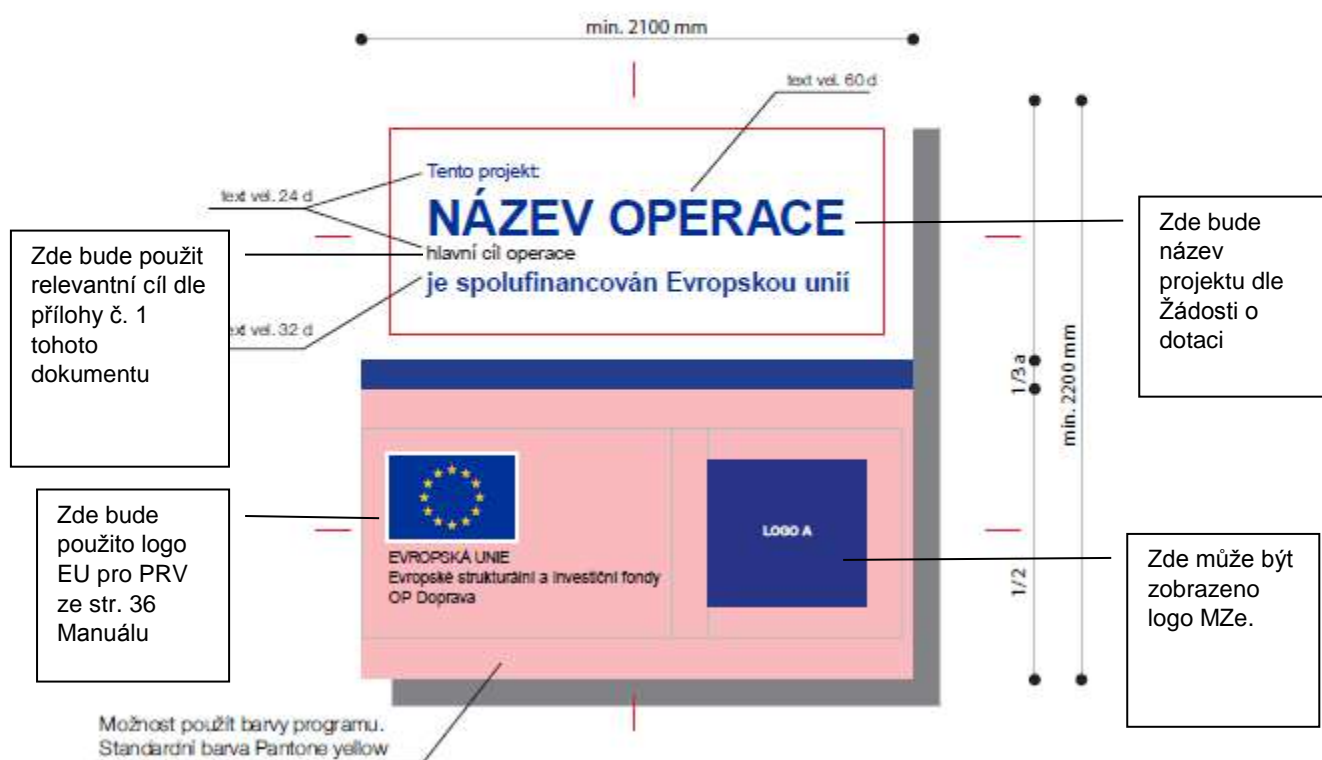 min. 2100 mm
text vel. 60 d
Tento projekt:
text vel. 24 d
NÁZEV OPERACE
hlavní cíl operace
je spolufinancován Evropskou unií
text vel. 32 d
Zde bude použit
relevantní cíl dle
přílohy č. 1
tohoto
dokumentu
Zde bude
název
projektu dle
Žádosti o
dotaci
1/3 a
min. 2200 mm
1/2
Zde bude
použito logo
EU pro PRV
ze str. 36
Manuálu
EVROPSKÁ UNIE
Evropské strukturální a investiční fondy
OP Doprava
LOGO A
Zde může být
zobrazeno
logo MZe.
Možnost použít barvy programu.
Standardní barva Pantone yellow